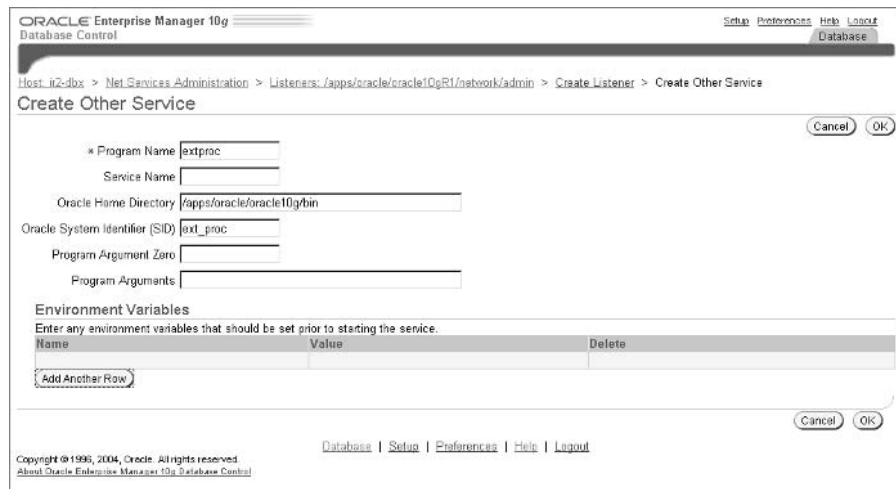 ORACLE Enterprise Manager 10g
Database Control
Setup Preferences Help Logout
Database
Host: ir2-dbx > Net Services Administration > Listeners: /apps/oracle/oracle10gR1/network/admin > Create Listener > Create Other Service
Create Other Service
Cancel OK
* Program Name extproc
Service Name
Oracle Home Directory /apps/oracle/oracle10g/bin
Oracle System Identifier (SID) ext_proc
Program Argument Zero
Program Arguments
Environment Variables
Enter any environment variables that should be set prior to starting the service.
Name Value Delete
Add Another Row
Cancel OK
Database | Setup | Preferences | Help | Logout
Copyright © 1996, 2004, Oracle. All rights reserved.
About Oracle Enterprise Manager 10g Database Control